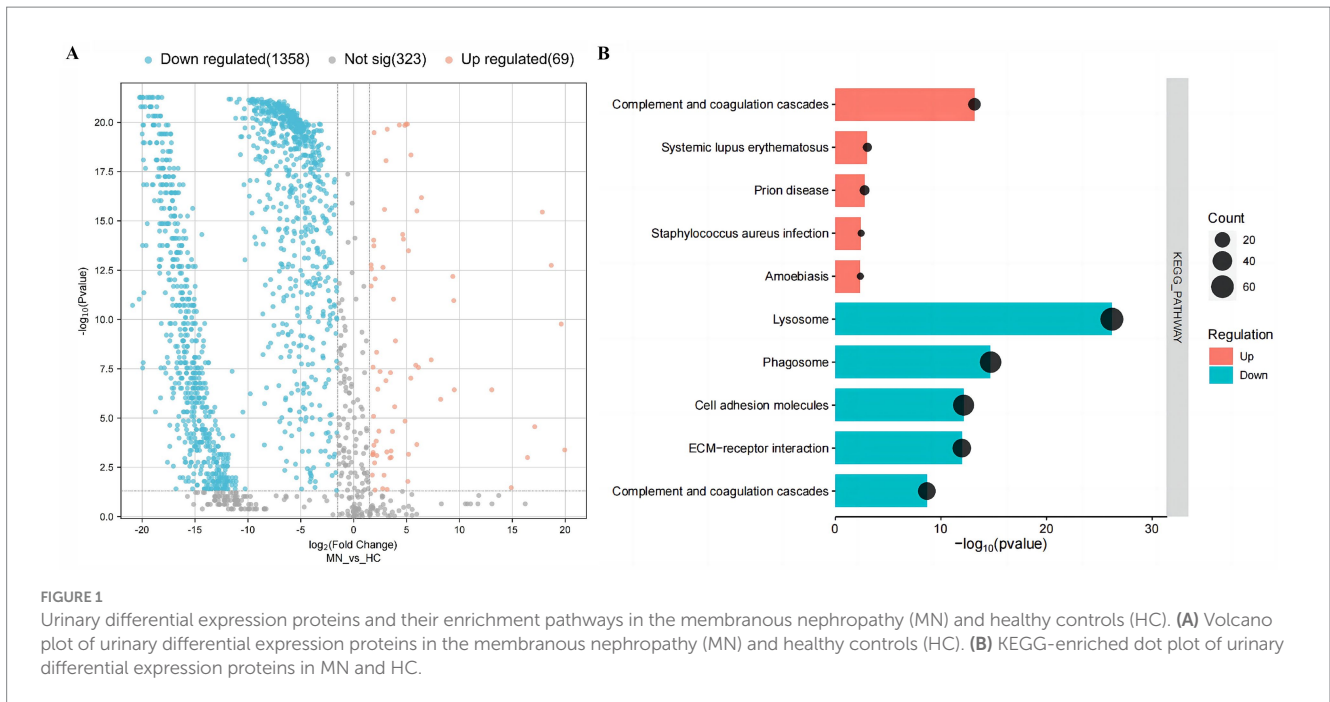 A
Down regulated(1358) Not sig(323) Up regulated(69)
20.0
17.5
15.0
12.5
10.0
7.5
5.0
2.5
0.0
-log10(Pvalue)
-20 -15 -10 -5 0 5 10 15 20
log2(Fold Change)
MN_vs_HC
B
Complement and coagulation cascades
Systemic lupus erythematosus
Prion disease
Staphylococcus aureus infection
Amoebiasis
Lysosome
Phagosome
Cell adhesion molecules
ECM-receptor interaction
Complement and coagulation cascades
0 10 20 30
−log10(pvalue)
KEGG_PATHWAY
Count
20
40
60
Regulation
Up
Down
FIGURE 1
Urinary differential expression proteins and their enrichment pathways in the membranous nephropathy (MN) and healthy controls (HC). (A) Volcano
plot of urinary differential expression proteins in the membranous nephropathy (MN) and healthy controls (HC). (B) KEGG-enriched dot plot of urinary
differential expression proteins in MN and HC.